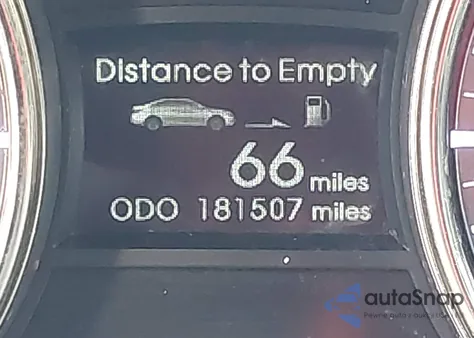 Distance to Empty
66 miles
ODO 181507 miles
autaSnap